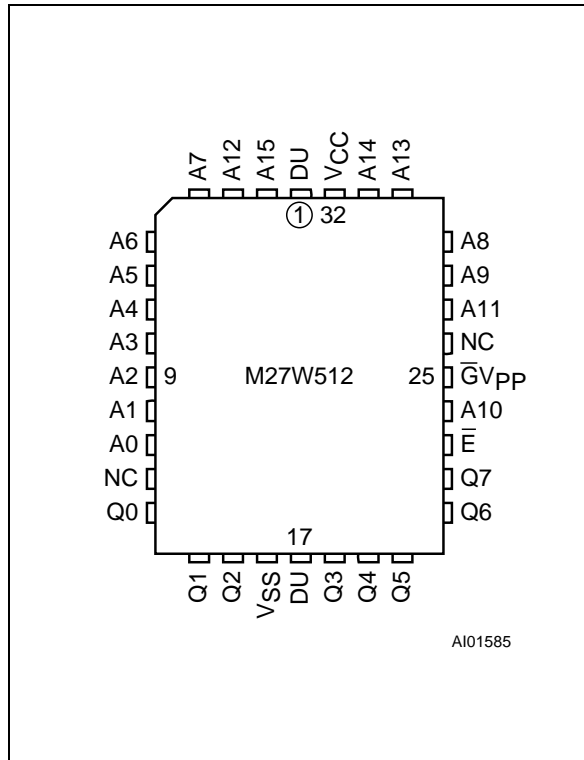 A7 A12 A15 DU VCC A14 A13
1 32
A6 A8
A5 A9
A4 A11
A3 NC
A2 9 M27W512 25 G̅VPP
A1 A10
A0 E̅
NC Q7
Q0 Q6
17
Q1 Q2 VSS DU Q3 Q4 Q5
AI01585